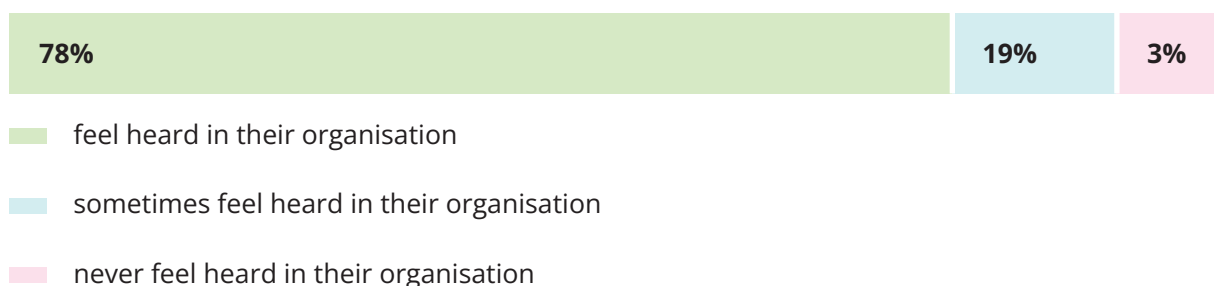 78% 19% 3%
feel heard in their organisation
sometimes feel heard in their organisation
never feel heard in their organisation